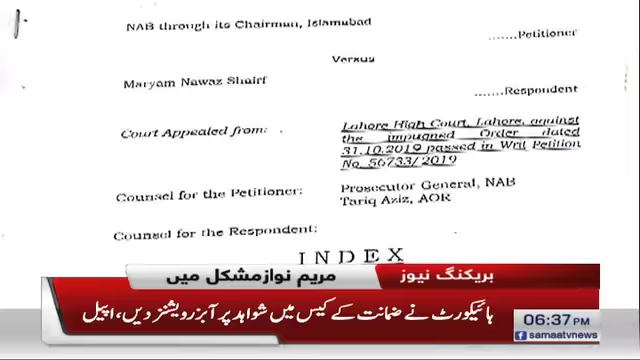 NAB through its Chairman, Islamabad
.......Petitioner
Versus
Maryam Nawaz Shairf
........Respondent
Court Appealed from:
Lahore High Court, Lahore, against
the impugned Order dated
31.10.2019 passed in Writ Petition
No. 56733/2019
Counsel for the Petitioner:
Prosecutor General, NAB
Tariq Aziz, AOR
Counsel for the Respondent:
INDEX
بریکنگ نیوز
مریم نواز مشکل میں
ہائیکورٹ نے ضمانت کے کیس میں شواہد پر آبزرویشنز دیں، اپیل
06:37 PM
samaatvnews